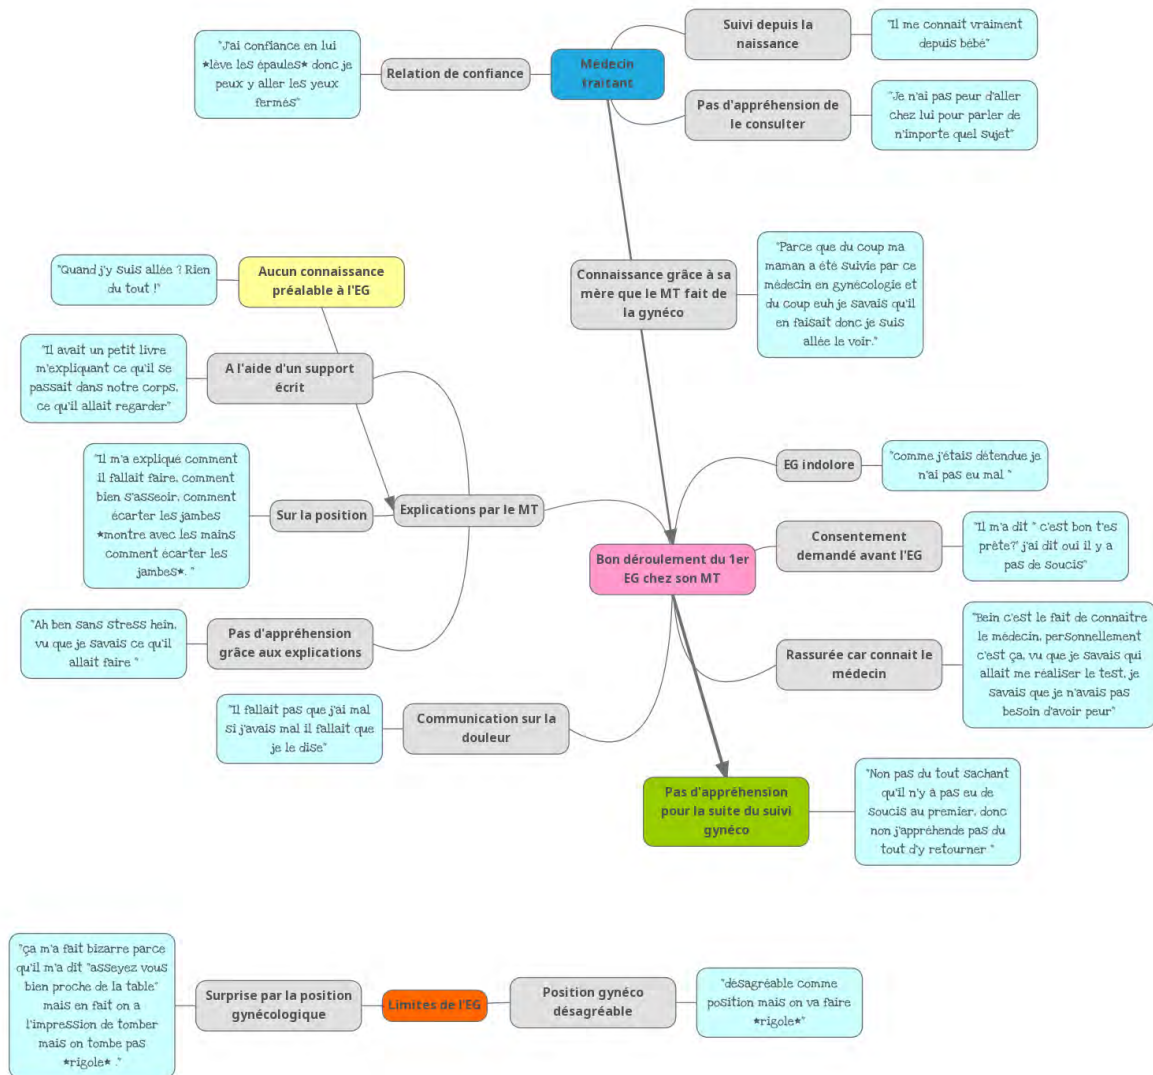 Suivi depuis la
naissance
"Il me connait vraiment
depuis bébé"
"J'ai confiance en lui
*lève les épaules* donc je
peux y aller les yeux
fermés"
Relation de confiance
Médecin
traitant
Pas d'appréhension de
le consulter
"Je n'ai pas peur d'aller
chez lui pour parler de
n'importe quel sujet"
"Quand j'y suis allée ? Rien
du tout !"
Aucun connaissance
préalable à l'EG
Connaissance grâce à sa
mère que le MT fait de
la gynéco
"Parce que du coup ma
maman a été suivie par ce
médecin en gynécologie et
du coup euh je savais qu'il
en faisait donc je suis
allée le voir."
"Il avait un petit livre
m'expliquant ce qu'il se
passait dans notre corps,
ce qu'il allait regarder"
A l'aide d'un support
écrit
"Il m'a expliqué comment
il fallait faire, comment
bien s'asseoir, comment
écarter les jambes
*montre avec les mains
comment écarter les
jambes*. "
Sur la position
Explications par le MT
EG indolore
"comme j'étais détendue je
n'ai pas eu mal "
Bon déroulement du 1er
EG chez son MT
Consentement
demandé avant l'EG
"Il m'a dit " c'est bon t'es
prête?" j'ai dit oui il y a
pas de soucis"
"Ah ben sans stress hein,
vu que je savais ce qu'il
allait faire "
Pas d'appréhension
grâce aux explications
Rassurée car connait le
médecin
"Bein c'est le fait de connaitre
le médecin, personnellement
c'est ça, vu que je savais qui
allait me réaliser le test, je
savais que je n'avais pas
besoin d'avoir peur"
"Il fallait pas que j'ai mal
si j'avais mal il fallait que
je le dise"
Communication sur la
douleur
Pas d'appréhension
pour la suite du suivi
gynéco
"Non pas du tout sachant
qu'il n'y à pas eu de
soucis au premier, donc
non j'appréhende pas du
tout d'y retourner "
"ça m'a fait bizarre parce
qu'il m'a dit "asseyez vous
bien proche de la table"
mais en fait on a
l'impression de tomber
mais on tombe pas
*rigole* ."
Surprise par la position
gynécologique
Limites de l'EG
Position gynéco
désagréable
"désagréable comme
position mais on va faire
*rigole*"